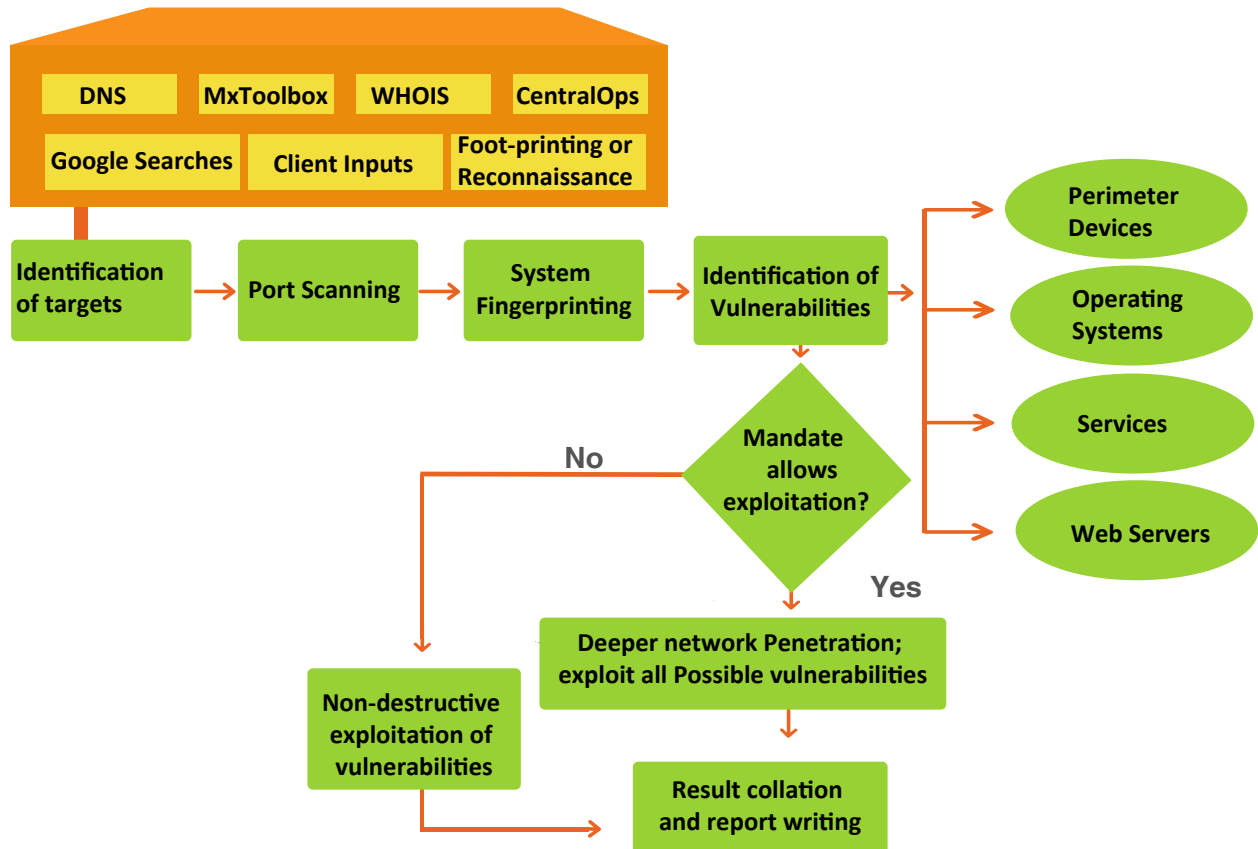 DNS
MxToolbox
WHOIS
CentralOps
Google Searches
Client Inputs
Foot-printing or
Reconnaissance
Identification
of targets
Port Scanning
System
Fingerprinting
Identification of
Vulnerabilities
Perimeter
Devices
Operating
Systems
Services
Web Servers
Mandate
allows
exploitation?
No
Yes
Deeper network Penetration;
exploit all Possible vulnerabilities
Non-destructive
exploitation of
vulnerabilities
Result collation
and report writing